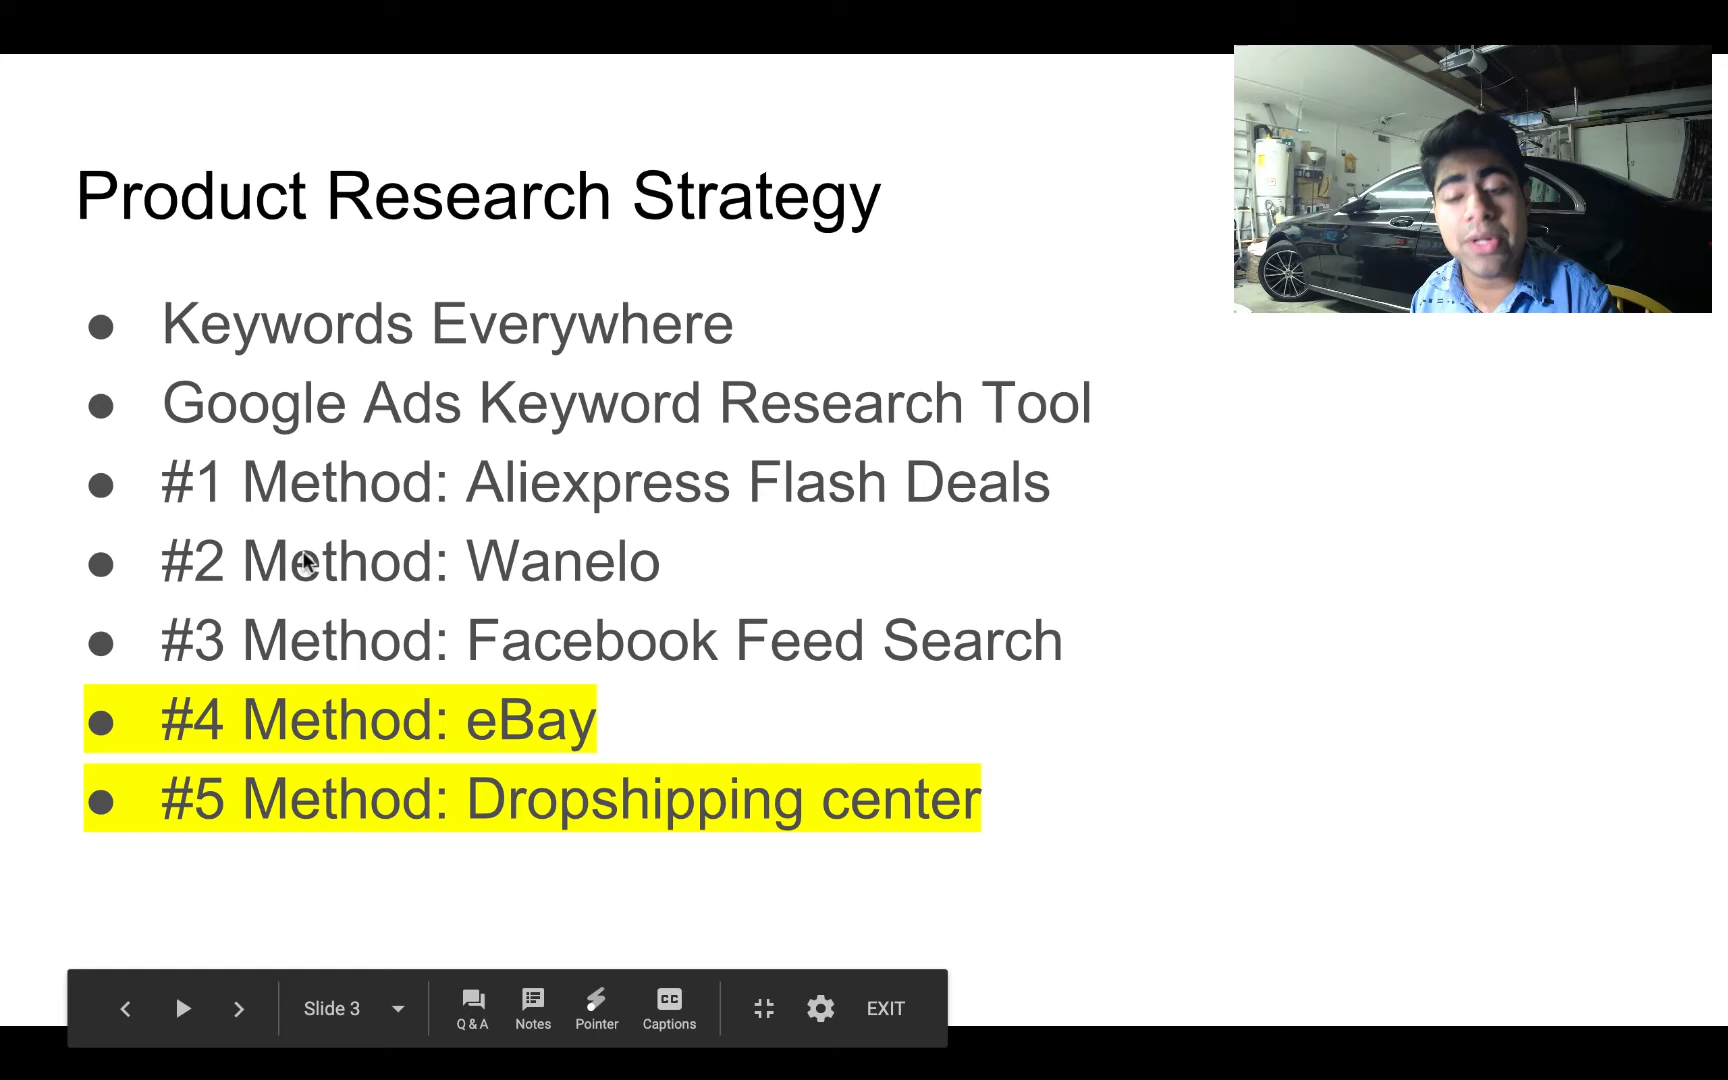 Product Research Strategy
● Keywords Everywhere
● Google Ads Keyword Research Tool
● #1 Method: Aliexpress Flash Deals
● #2 Method: Wanelo
● #3 Method: Facebook Feed Search
● #4 Method: eBay
● #5 Method: Dropshipping center
Slide 3
Q & A
Notes
Pointer
CC
Captions
EXIT